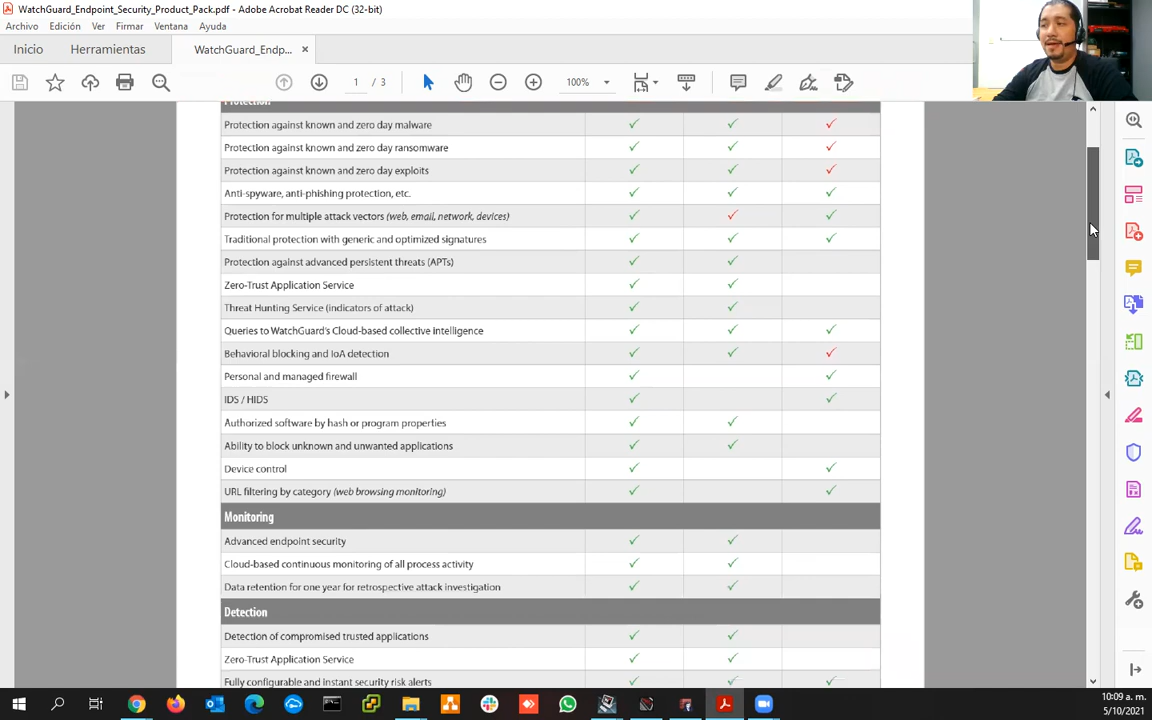 WatchGuard_Endpoint_Security_Product_Pack.pdf - Adobe Acrobat Reader DC (32-bit)
Archivo Edición Ver Firmar Ventana Ayuda
Inicio Herramientas WatchGuard_Endp... ×
1 / 3 100%
Protection
Protection against known and zero day malware ✓ ✓ ✓
Protection against known and zero day ransomware ✓ ✓ ✓
Protection against known and zero day exploits ✓ ✓ ✓
Anti-spyware, anti-phishing protection, etc. ✓ ✓ ✓
Protection for multiple attack vectors (web, email, network, devices) ✓ ✓ ✓
Traditional protection with generic and optimized signatures ✓ ✓ ✓
Protection against advanced persistent threats (APTs) ✓ ✓
Zero-Trust Application Service ✓ ✓
Threat Hunting Service (indicators of attack) ✓ ✓
Queries to WatchGuard's Cloud-based collective intelligence ✓ ✓ ✓
Behavioral blocking and IoA detection ✓ ✓ ✓
Personal and managed firewall ✓ ✓
IDS / HIDS ✓ ✓
Authorized software by hash or program properties ✓ ✓
Ability to block unknown and unwanted applications ✓ ✓
Device control ✓ ✓
URL filtering by category (web browsing monitoring) ✓ ✓
Monitoring
Advanced endpoint security ✓ ✓
Cloud-based continuous monitoring of all process activity ✓ ✓
Data retention for one year for retrospective attack investigation ✓ ✓
Detection
Detection of compromised trusted applications ✓ ✓
Zero-Trust Application Service ✓ ✓
Fully configurable and instant security risk alerts ✓ ✓ ✓
10:09 a. m.
5/10/2021